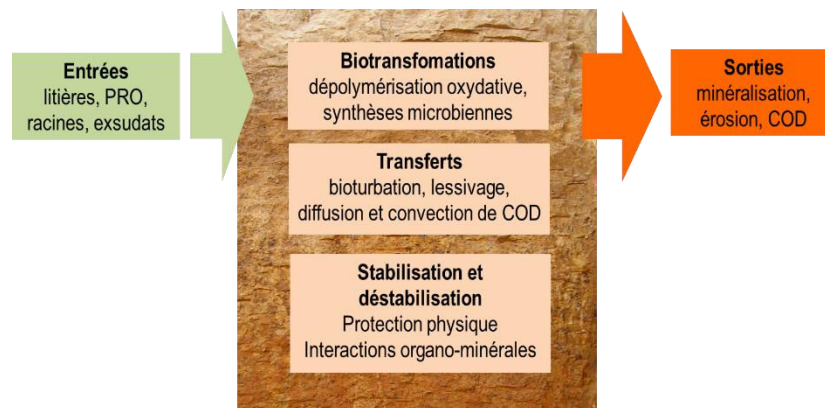 Entrées
litières, PRO,
racines, exsudats
Biotransfomations
dépolymérisation oxydative,
synthèses microbiennes
Transferts
bioturbation, lessivage,
diffusion et convection de COD
Stabilisation et
déstabilisation
Protection physique
Interactions organo-minérales
Sorties
minéralisation,
érosion, COD